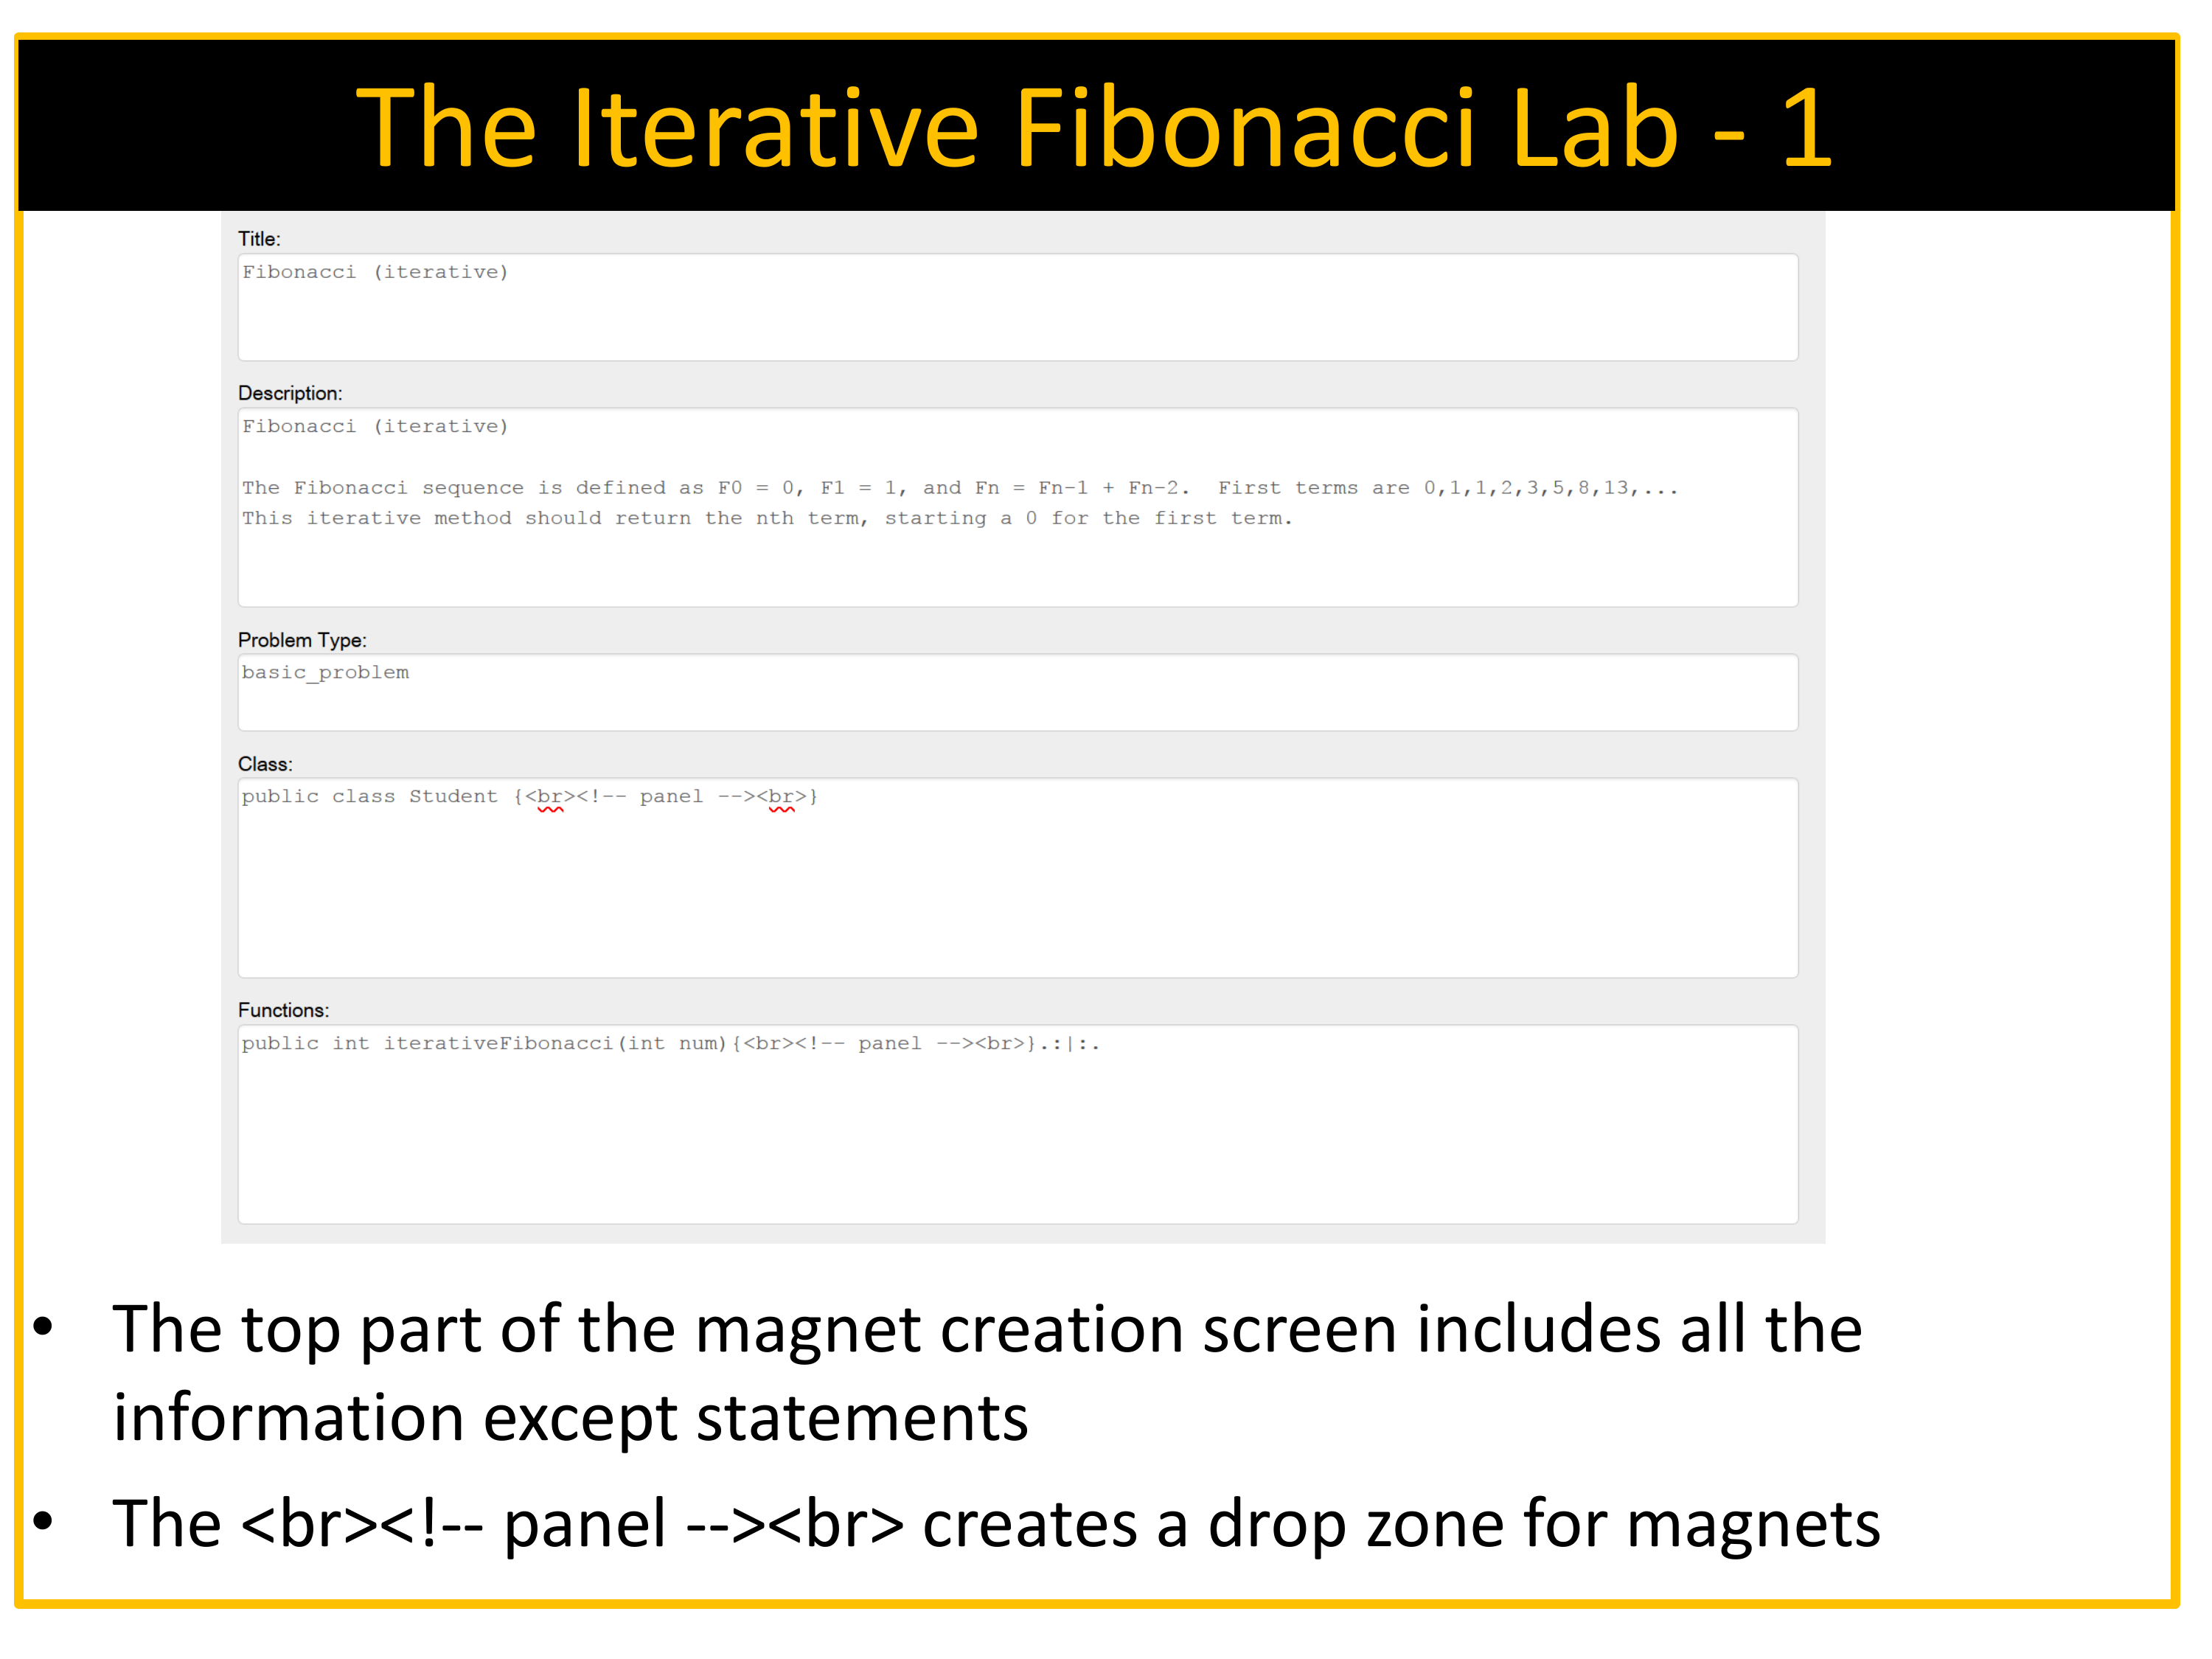 The Iterative Fibonacci Lab - 1
Title:
Fibonacci (iterative)
Description:
Fibonacci (iterative)
The Fibonacci sequence is defined as F0 = 0, F1 = 1, and Fn = Fn-1 + Fn-2.  First terms are 0,1,1,2,3,5,8,13,...
This iterative method should return the nth term, starting a 0 for the first term.
Problem Type:
basic_problem
Class:
public class Student {<br><!-- panel --><br>}
Functions:
public int iterativeFibonacci(int num){<br><!-- panel --><br>}.:|:.
• The top part of the magnet creation screen includes all the
information except statements
• The <br><!-- panel --><br> creates a drop zone for magnets